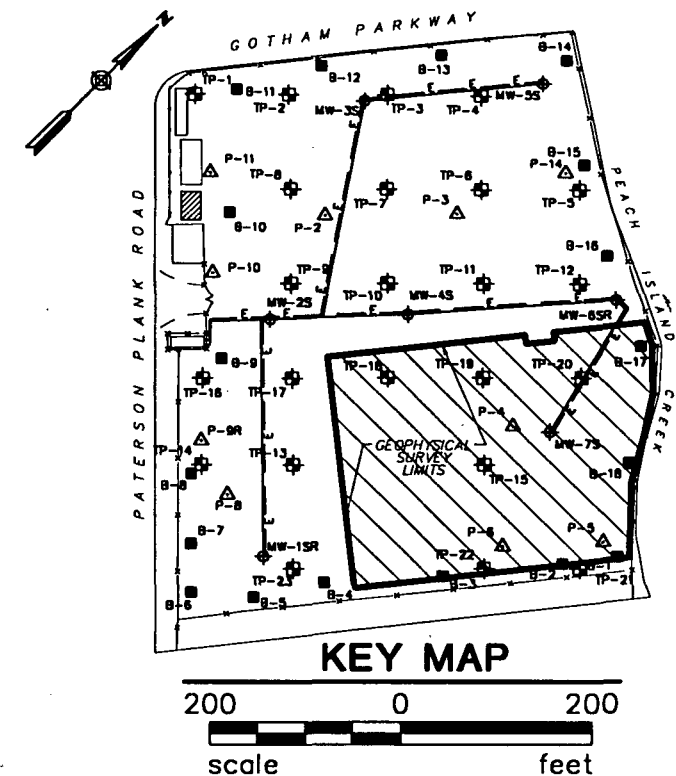 N
GOTHAM PARKWAY
B-14
B-13
B-12
TP-1
B-11
TP-2
MW-3S
TP-3
TP-4
MW-5S
E
E
E
E
B-15
P-14
P-11
TP-8
TP-6
TP-7
TP-5
P-3
P-2
B-10
E
PEACH ISLAND CREEK
PATERSON PLANK ROAD
B-16
P-10
TP-9
TP-10
TP-11
TP-12
MW-2S
MW-4S
MW-6SR
E
E
E
E
E
B-9
B-17
TP-16
TP-17
TP-18
TP-19
TP-20
P-4
E
E
MW-7S
P-9R
TP-14
TP-13
GEOPHYSICAL
SURVEY
LIMITS
B-8
P-8
TP-15
B-18
E
B-7
P-6
P-5
MW-1SR
TP-23
TP-22
B-6
B-5
B-4
B-3
B-2
B-1
TP-21
KEY MAP
200 0 200
scale feet